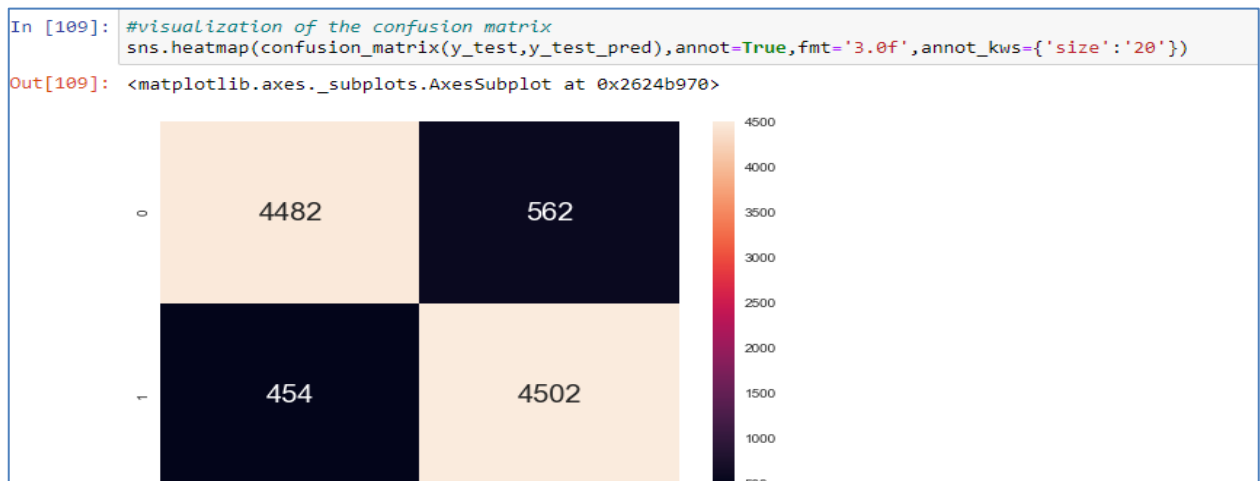 In [109]: #visualization of the confusion matrix
sns.heatmap(confusion_matrix(y_test,y_test_pred),annot=True,fmt='3.0f',annot_kws={'size':'20'})
Out[109]: <matplotlib.axes._subplots.AxesSubplot at 0x2624b970>
4500
4000
0 4482 562 3500
3000
2500
2000
1 454 4502 1500
1000